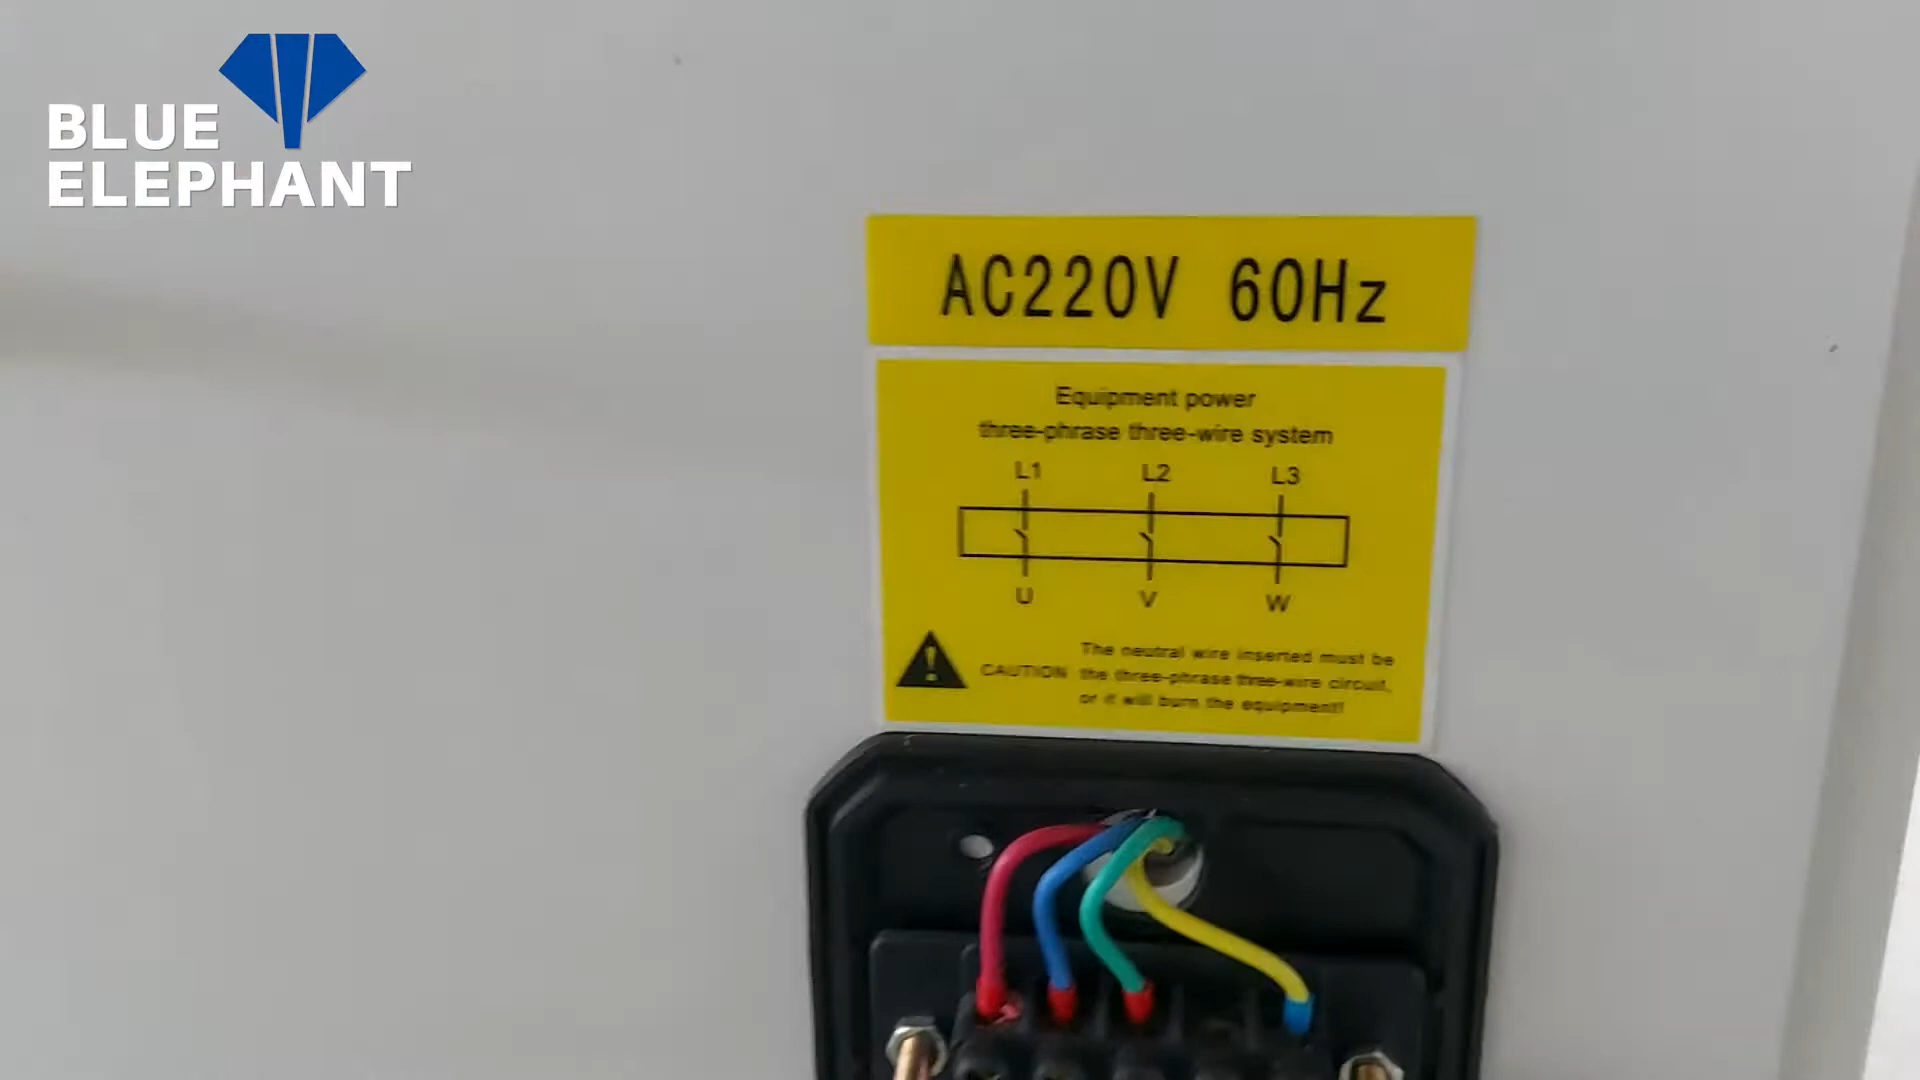 BLUE
ELEPHANT
AC220V 60Hz
Equipment power
three-phrase three-wire system
L1 L2 L3
U V W
CAUTION
The neutral wire inserted must be
the three-phrase three-wire circuit,
or it will burn the equipment!